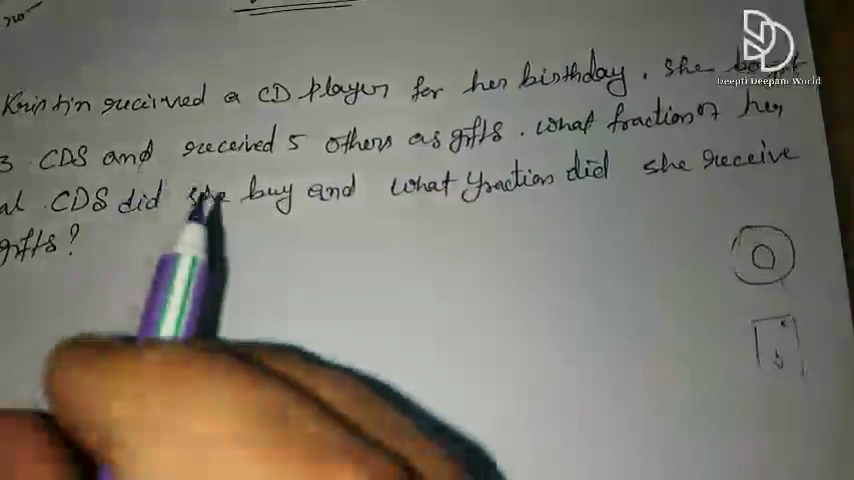 Kristin received a CD player for her birthday. She bought
3 CDS and received 5 others as gifts. what fraction of her
al CDS did she buy and what fraction did she receive
gifts?
Deepti Deepani World